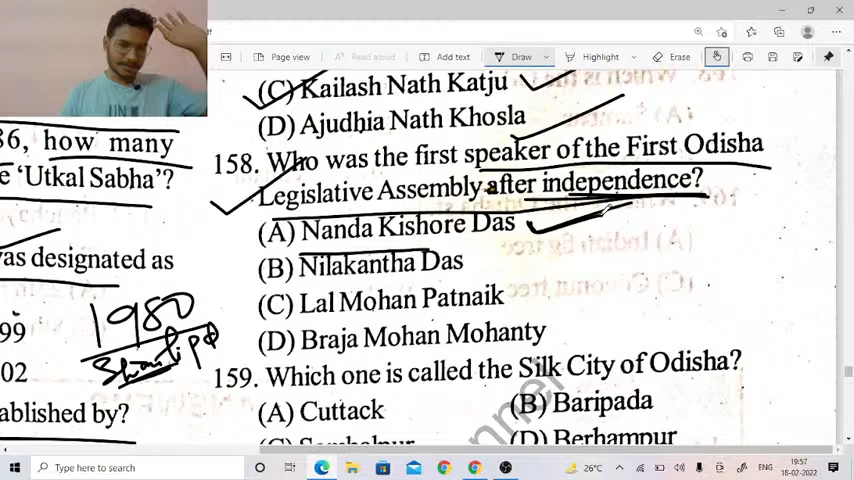 df
Page view
Read aloud
Add text
Draw
Highlight
Erase
(C) Kailash Nath Katju
(D) Ajudhia Nath Khosla
86, how many
e 'Utkal Sabha'?
158. Who was the first speaker of the First Odisha
Legislative Assembly after independence?
(A) Nanda Kishore Das
(B) Nilakantha Das
(C) Lal Mohan Patnaik
(D) Braja Mohan Mohanty
as designated as
1980
99
02
ablished by?
159. Which one is called the Silk City of Odisha?
(A) Cuttack
(B) Baripada
(D) Berhampur
nnel
Type here to search
26°C
ENG
19:57
18-02-2022